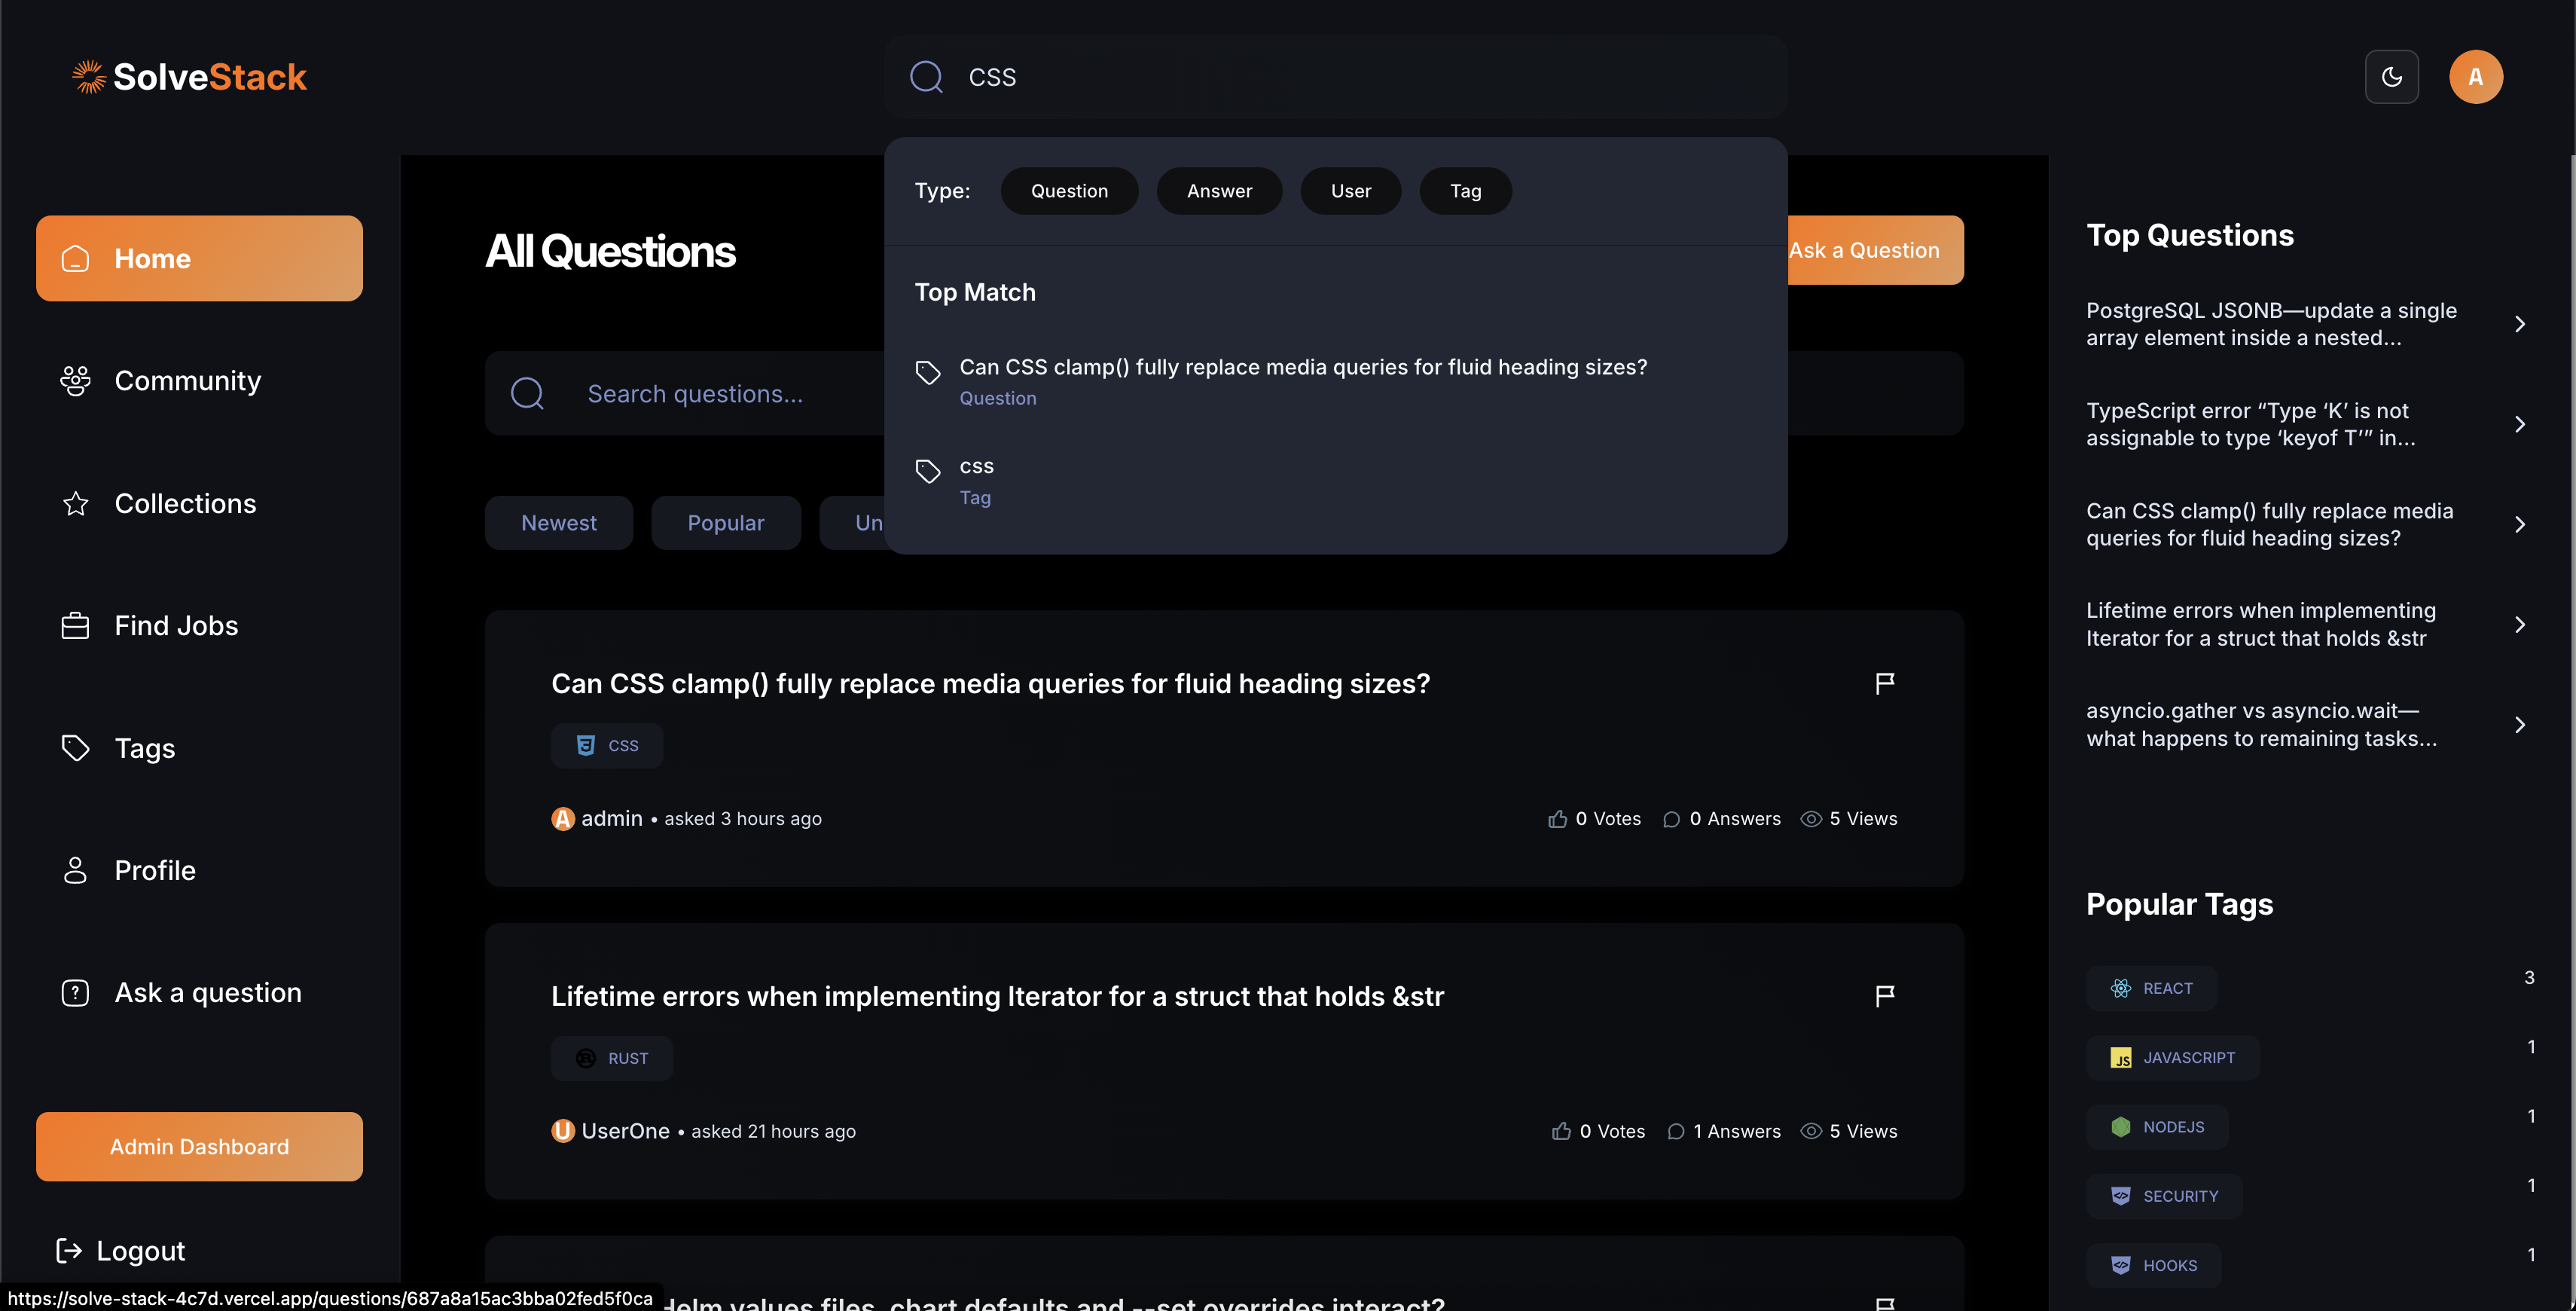 SolveStack
CSS
A
Type:
Question
Answer
User
Tag
Top Match
Can CSS clamp() fully replace media queries for fluid heading sizes?
Question
css
Tag
Home
Community
Collections
Find Jobs
Tags
Profile
Ask a question
Admin Dashboard
Logout
All Questions
Ask a Question
Search questions...
Newest
Popular
Un
Can CSS clamp() fully replace media queries for fluid heading sizes?
CSS
A admin • asked 3 hours ago
0 Votes
0 Answers
5 Views
Lifetime errors when implementing Iterator for a struct that holds &str
RUST
U UserOne • asked 21 hours ago
0 Votes
1 Answers
5 Views
values files, chart defaults and --set overrides interact?
Top Questions
PostgreSQL JSONB—update a single
array element inside a nested...
TypeScript error “Type ‘K’ is not
assignable to type ‘keyof T’” in...
Can CSS clamp() fully replace media
queries for fluid heading sizes?
Lifetime errors when implementing
Iterator for a struct that holds &str
asyncio.gather vs asyncio.wait—
what happens to remaining tasks...
Popular Tags
REACT
3
JS JAVASCRIPT
1
NODEJS
1
SECURITY
1
HOOKS
1
https://solve-stack-4c7d.vercel.app/questions/687a8a15ac3bba02fed5f0ca